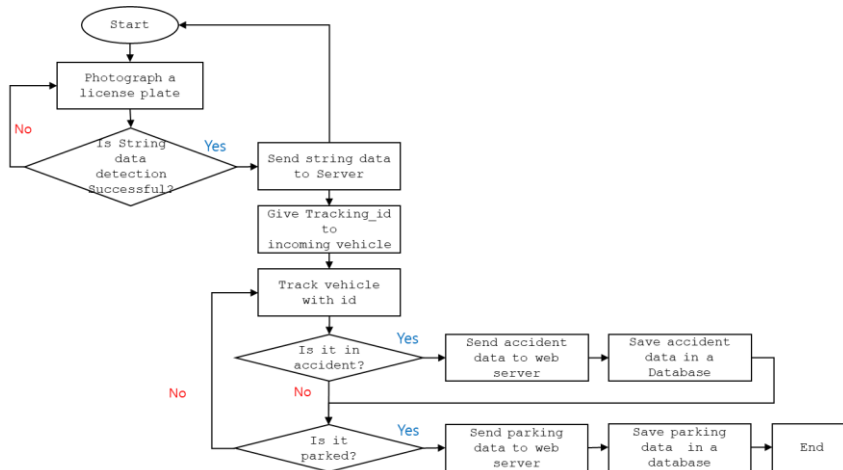 Start
Photograph a
license plate
No
Is String
data
detection
Successful?
Yes
Send string data
to Server
Give Tracking_id
to
incoming vehicle
Track vehicle
with id
Is it in
accident?
Yes
Send accident
data to web
server
Save accident
data in a
Database
No
No
Is it
parked?
Yes
Send parking
data to web
server
Save parking
data in a
database
End